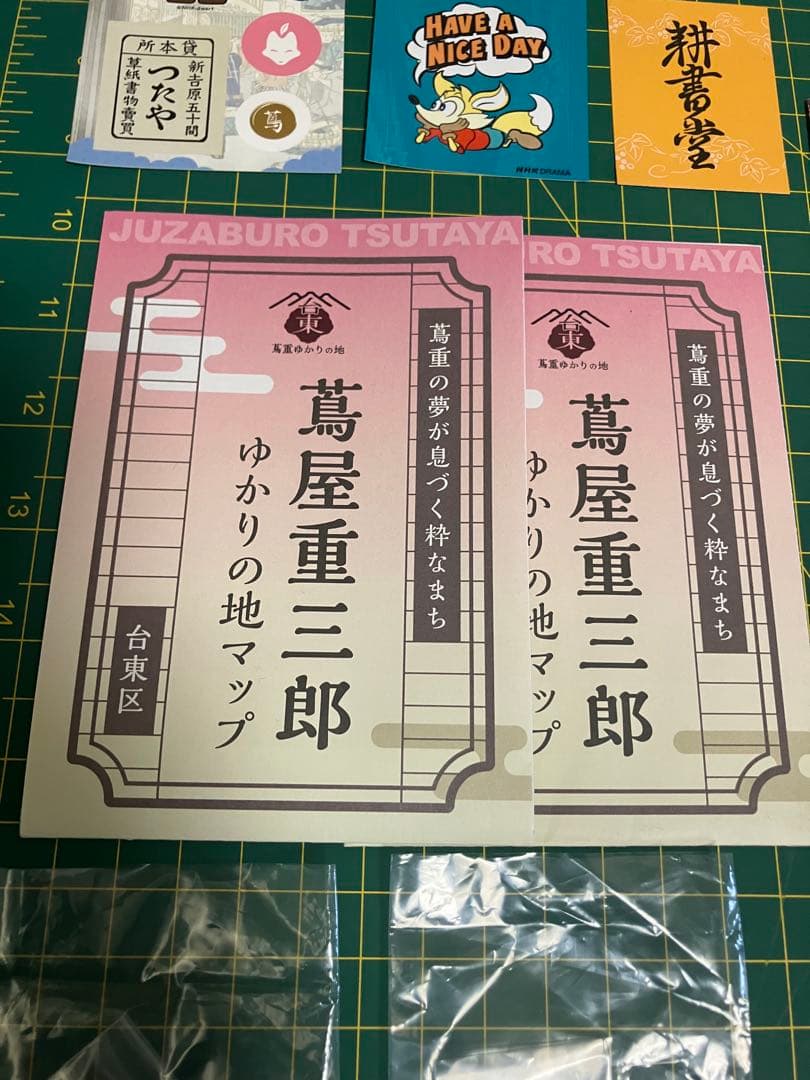 貸本所
新吉原五十間
つたや
草紙書物賣買
蔦
HAVE A
NICE DAY
NHK DRAMA
耕書堂
JUZABURO TSUTAYA
台東
蔦重ゆかりの地
蔦重の夢が息づく粋なまち
蔦屋重三郎
ゆかりの地マップ
台東区
RO TSUTAYA
台東
蔦重ゆかりの地
蔦重の夢が息づく粋なまち
蔦屋重三郎
ゆかりの地マップ
10
11
12
13
14